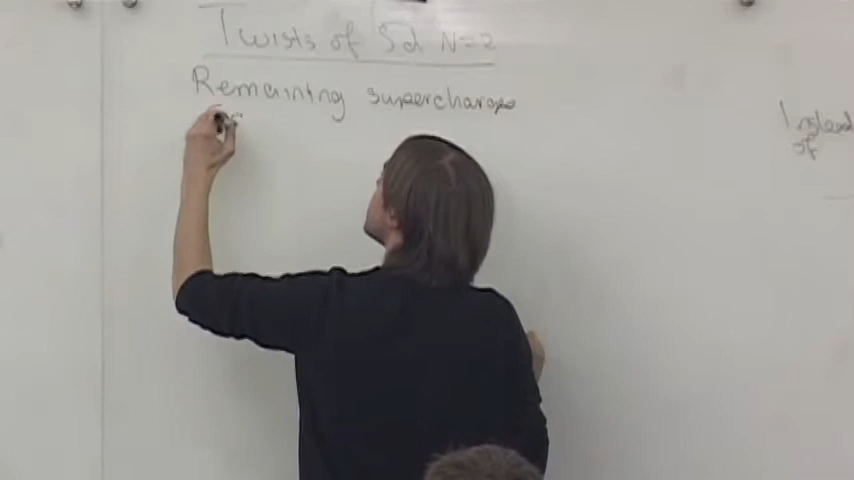 Twists of 5d N=2
Remaining supercharges
Instead
of